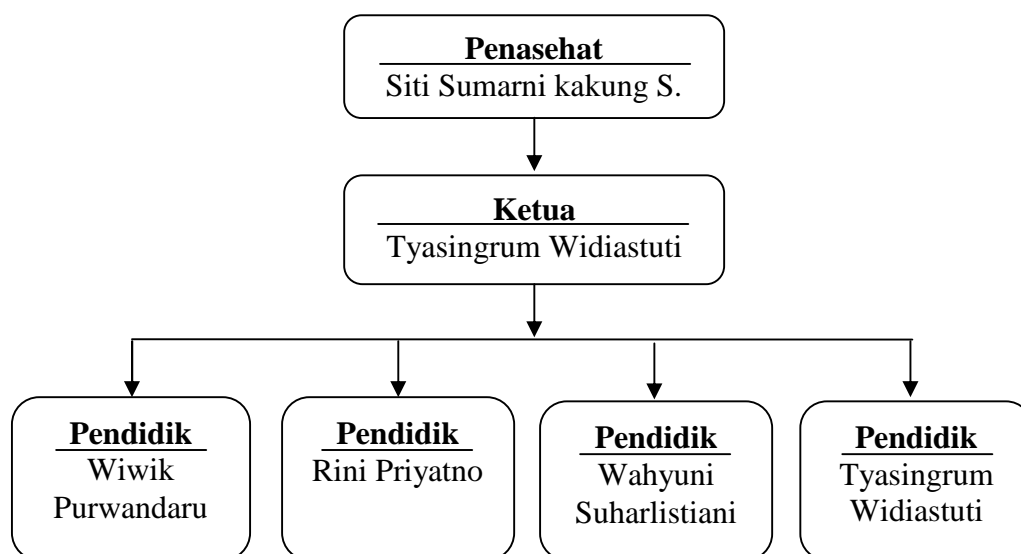 Penasehat
Siti Sumarni kakung S.
Ketua
Tyasingrum Widiastuti
Pendidik
Wiwik
Purwandaru
Pendidik
Rini Priyatno
Pendidik
Wahyuni
Suharlistiani
Pendidik
Tyasingrum
Widiastuti